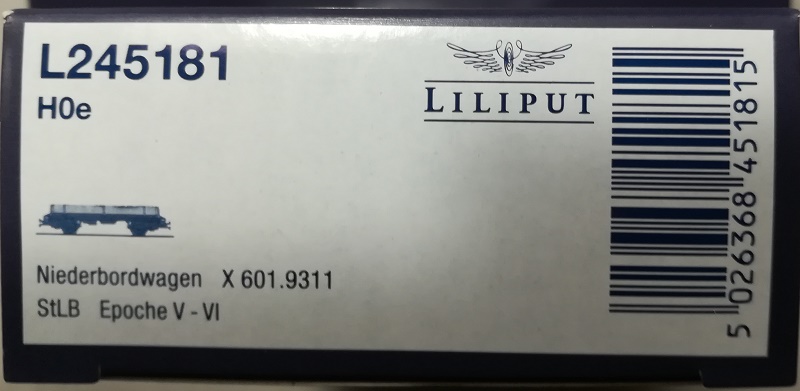 L245181
H0e
LILIPUT
Niederbordwagen X 601.9311
StLB Epoche V - VI
5 026368 451815